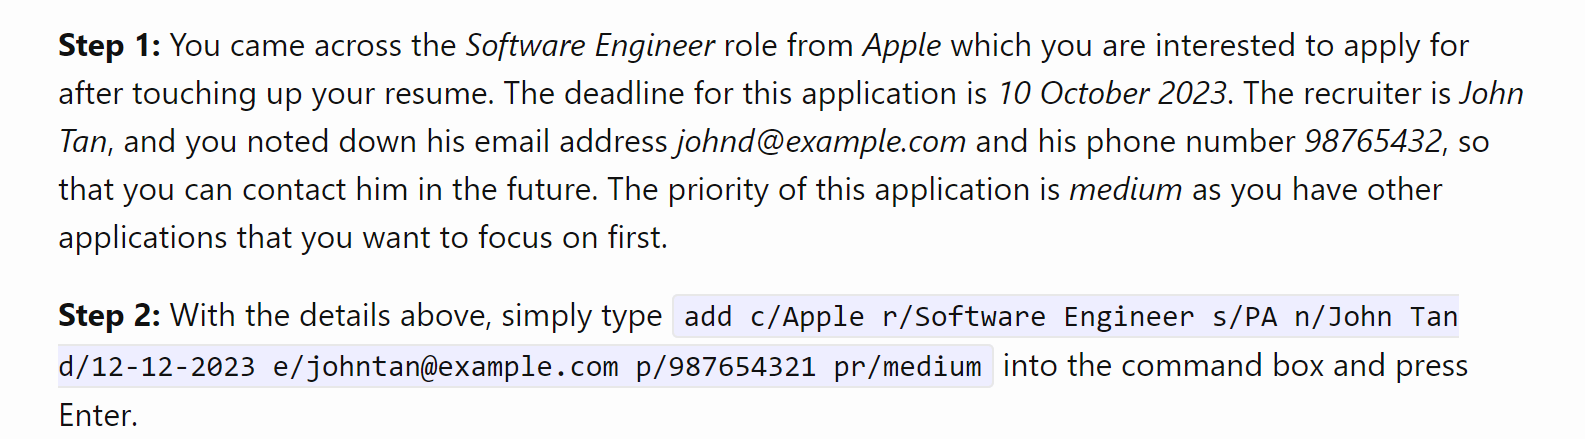 Step 1: You came across the Software Engineer role from Apple which you are interested to apply for
after touching up your resume. The deadline for this application is 10 October 2023. The recruiter is John
Tan, and you noted down his email address johnd@example.com and his phone number 98765432, so
that you can contact him in the future. The priority of this application is medium as you have other
applications that you want to focus on first.
Step 2: With the details above, simply type add c/Apple r/Software Engineer s/PA n/John Tan
d/12-12-2023 e/johntan@example.com p/987654321 pr/medium into the command box and press
Enter.